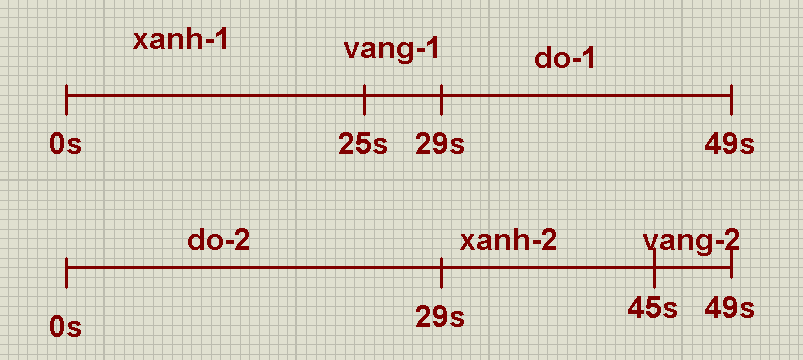 xanh-1 vang-1 do-1
0s 25s 29s 49s
do-2 xanh-2 vang-2
0s 29s 45s 49s